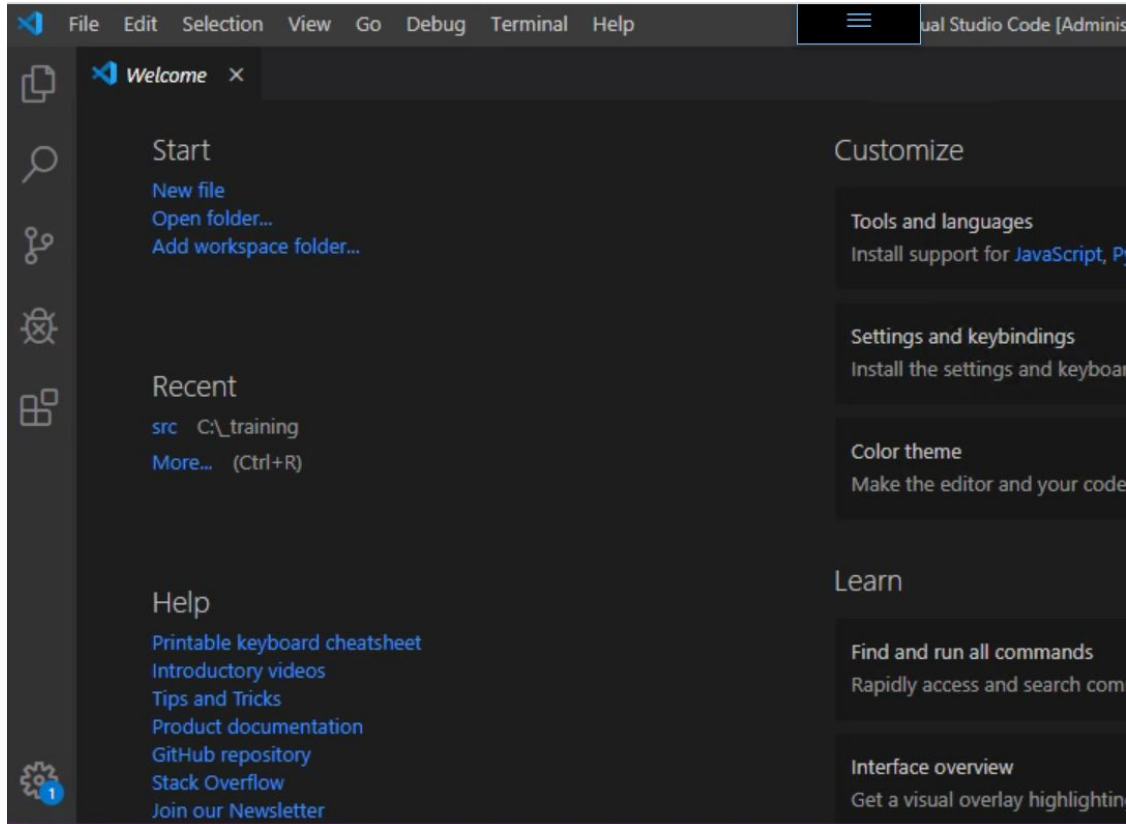 File Edit Selection View Go Debug Terminal Help
ual Studio Code [Adminis
Welcome
Start
New file
Open folder...
Add workspace folder...
Recent
src C:\_training
More... (Ctrl+R)
Help
Printable keyboard cheatsheet
Introductory videos
Tips and Tricks
Product documentation
GitHub repository
Stack Overflow
Join our Newsletter
Customize
Tools and languages
Install support for JavaScript, Py
Settings and keybindings
Install the settings and keyboar
Color theme
Make the editor and your code
Learn
Find and run all commands
Rapidly access and search com
Interface overview
Get a visual overlay highlighting
1